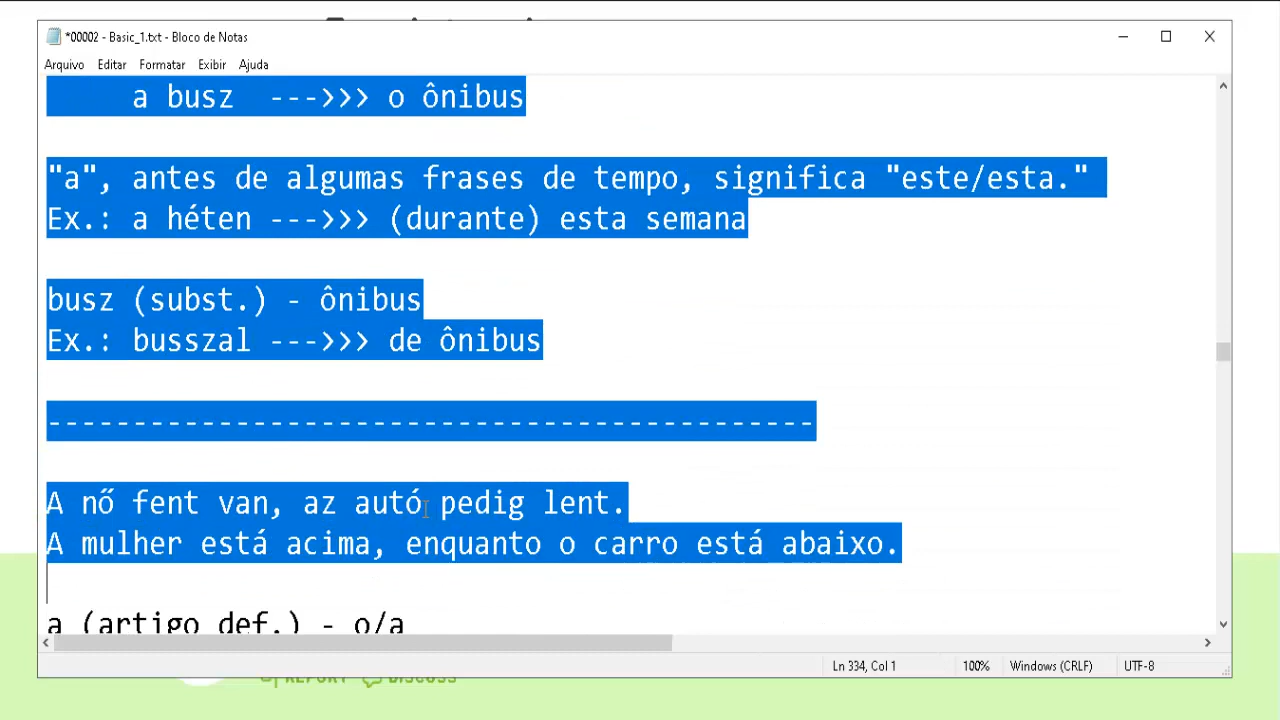 *00002 - Basic_1.txt - Bloco de Notas
Arquivo Editar Formatar Exibir Ajuda
a busz --->>> o ônibus
"a", antes de algumas frases de tempo, significa "este/esta."
Ex.: a héten --->>> (durante) esta semana
busz (subst.) - ônibus
Ex.: busszal --->>> de ônibus
---------------------------------------------
A nő fent van, az autó pedig lent.
A mulher está acima, enquanto o carro está abaixo.
a (artigo def.) - o/a
Ln 334, Col 1 100% Windows (CRLF) UTF-8
REPORT DISCUSS